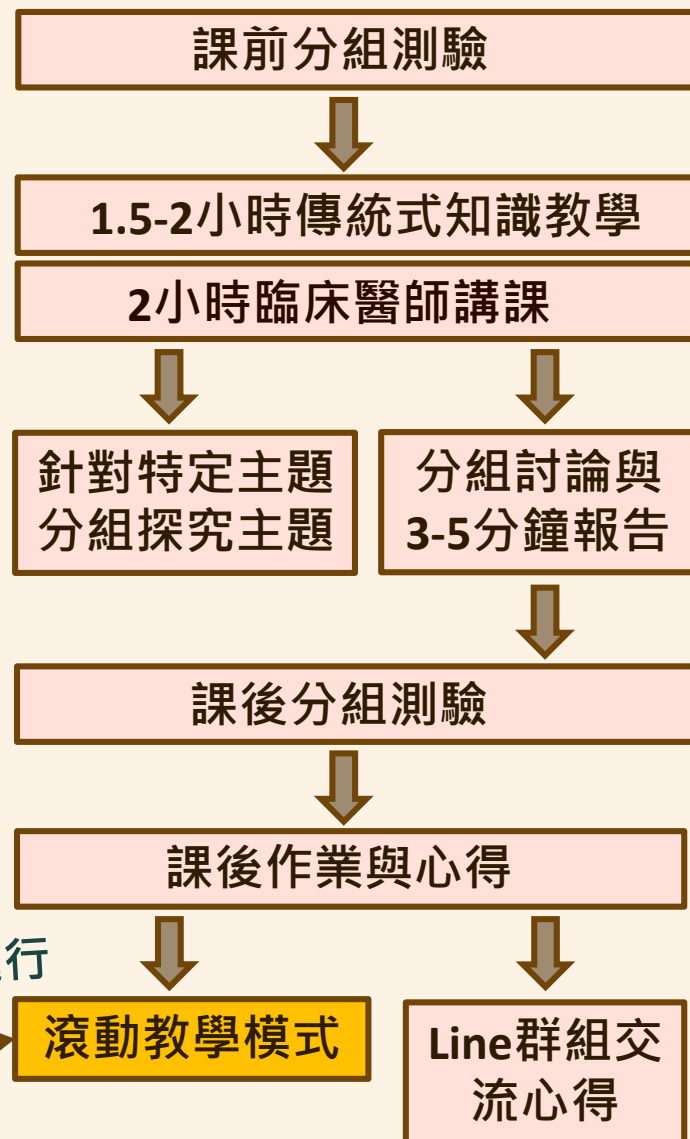 課前分組測驗
1.5-2小時傳統式知識教學
2小時臨床醫師講課
針對特定主題
分組探究主題
分組討論與
3-5分鐘報告
課後分組測驗
課後作業與心得
行
滾動教學模式
Line群組交
流心得